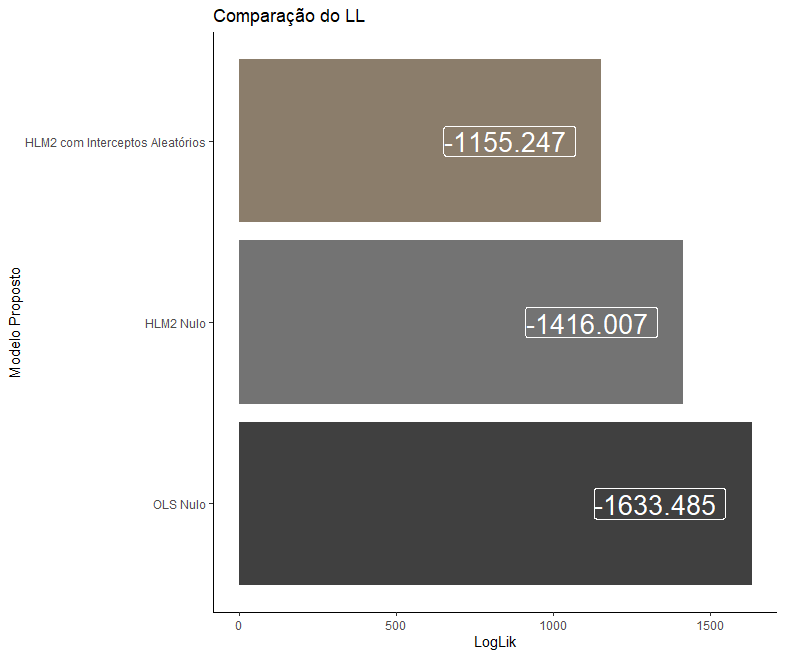 Comparação do LL
HLM2 com Interceptos Aleatórios
-1155.247
Modelo Proposto
HLM2 Nulo
-1416.007
OLS Nulo
-1633.485
0
500
1000
1500
LogLik